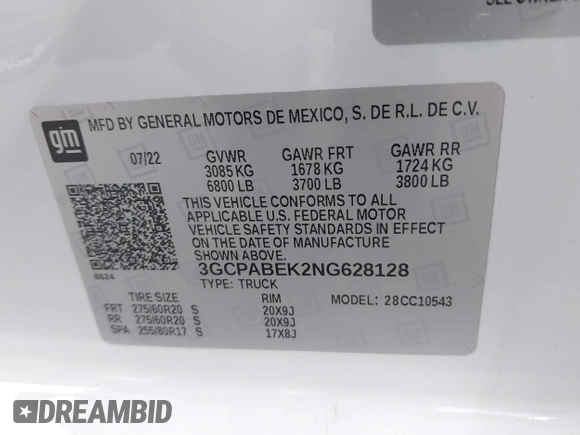 SEE OWNER
gm
MFD BY GENERAL MOTORS DE MEXICO, S. DE R.L. DE C.V.
07/22 GVWR GAWR FRT GAWR RR
3085 KG 1678 KG 1724 KG
6800 LB 3700 LB 3800 LB
THIS VEHICLE CONFORMS TO ALL
APPLICABLE U.S. FEDERAL MOTOR
VEHICLE SAFETY STANDARDS IN EFFECT
ON THE DATE OF MANUFACTURE
SHOWN ABOVE.
8624 3GCPABEK2NG628128
TYPE: TRUCK
TIRE SIZE RIM MODEL: 28CC10543
FRT 275/60R20 S 20X9J
RR 275/60R20 S 20X9J
SPA 255/80R17 S 17X8J
DREAMBID